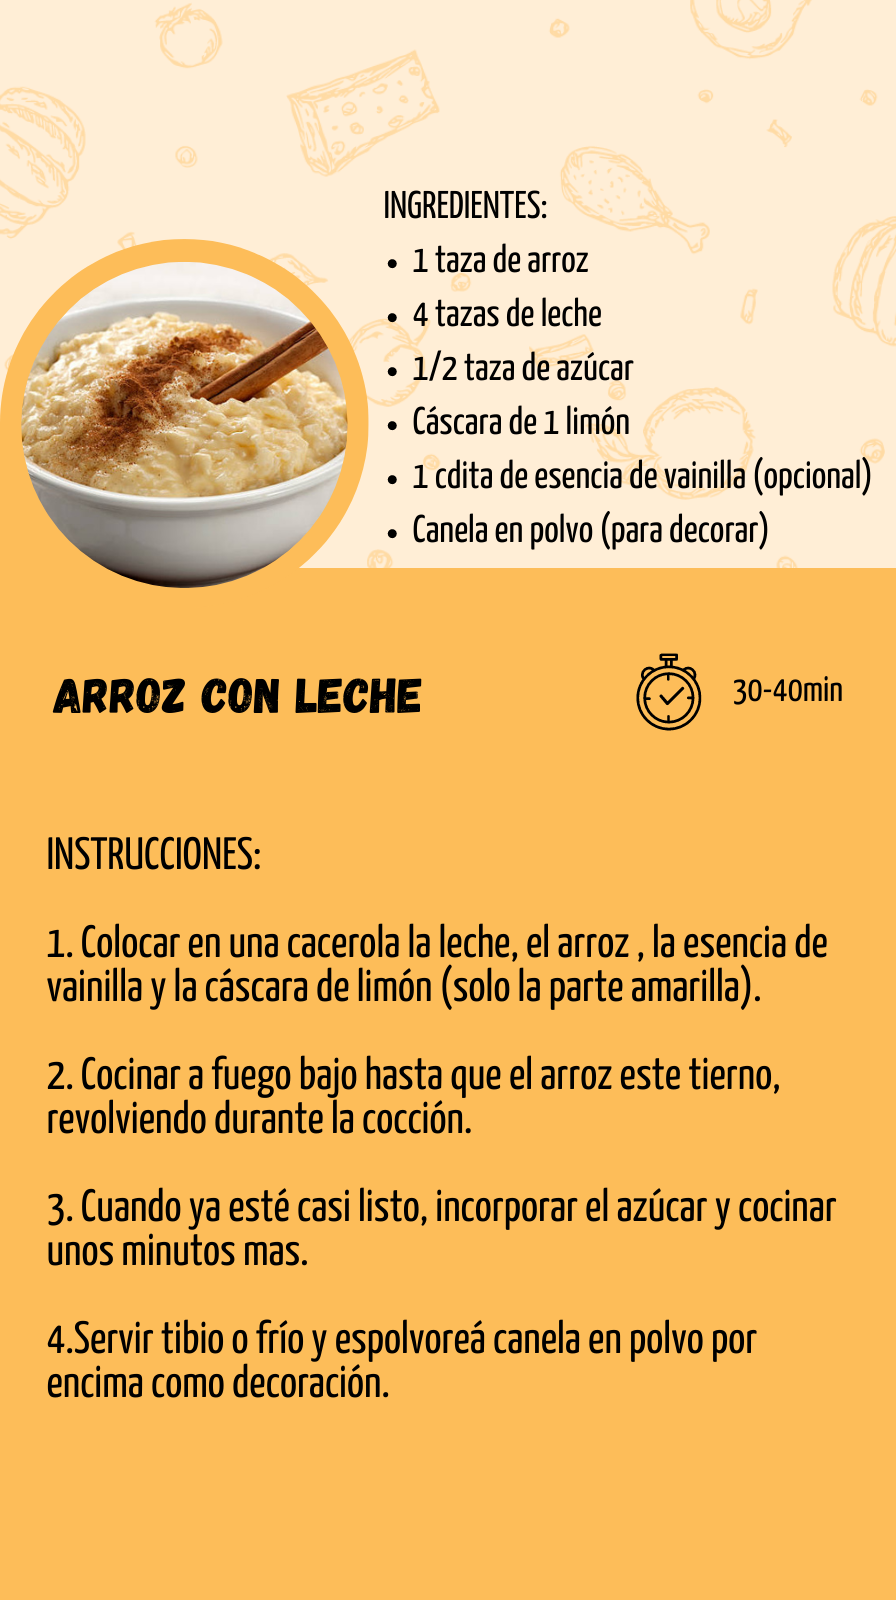 INGREDIENTES:
• 1 taza de arroz
• 4 tazas de leche
• 1/2 taza de azúcar
• Cáscara de 1 limón
• 1 cdita de esencia de vainilla (opcional)
• Canela en polvo (para decorar)
ARROZ CON LECHE
30-40min
INSTRUCCIONES:
1. Colocar en una cacerola la leche, el arroz , la esencia de
vainilla y la cáscara de limón (solo la parte amarilla).
2. Cocinar a fuego bajo hasta que el arroz este tierno,
revolviendo durante la cocción.
3. Cuando ya esté casi listo, incorporar el azúcar y cocinar
unos minutos mas.
4.Servir tibio o frío y espolvoreá canela en polvo por
encima como decoración.